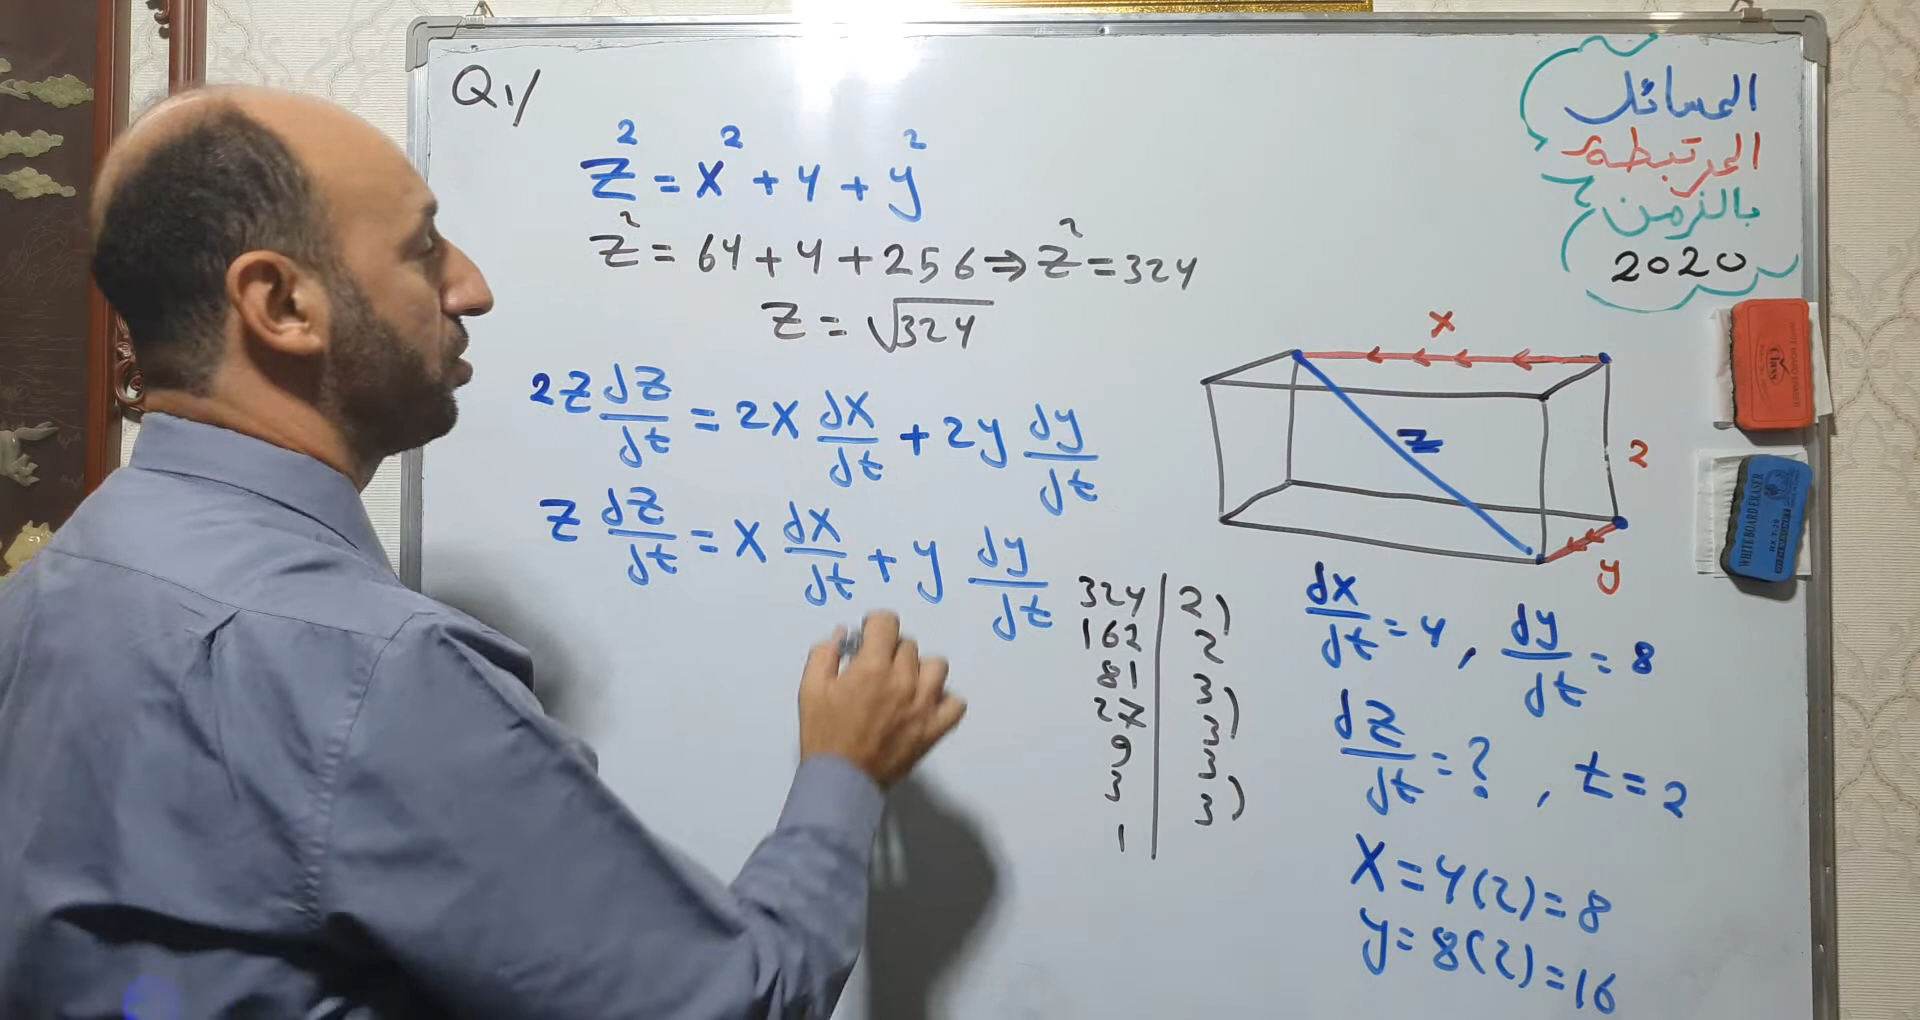 Q1/
z² = x² + 4 + y²
z² = 64 + 4 + 256 ⇒ z² = 324
z = √324
2z dz/dt = 2x dx/dt + 2y dy/dt
z dz/dt = x dx/dt + y dy/dt
324 | 2
162 | 2
81 | 3
27 | 3
9 | 3
3 | 3
1
المسائل
المرتبطة
بالزمن
2020
x
z
2
y
dx/dt = 4, dy/dt = 8
dz/dt = ?, t = 2
x = 4(2) = 8
y = 8(2) = 16
WHITEBOARD ERASER